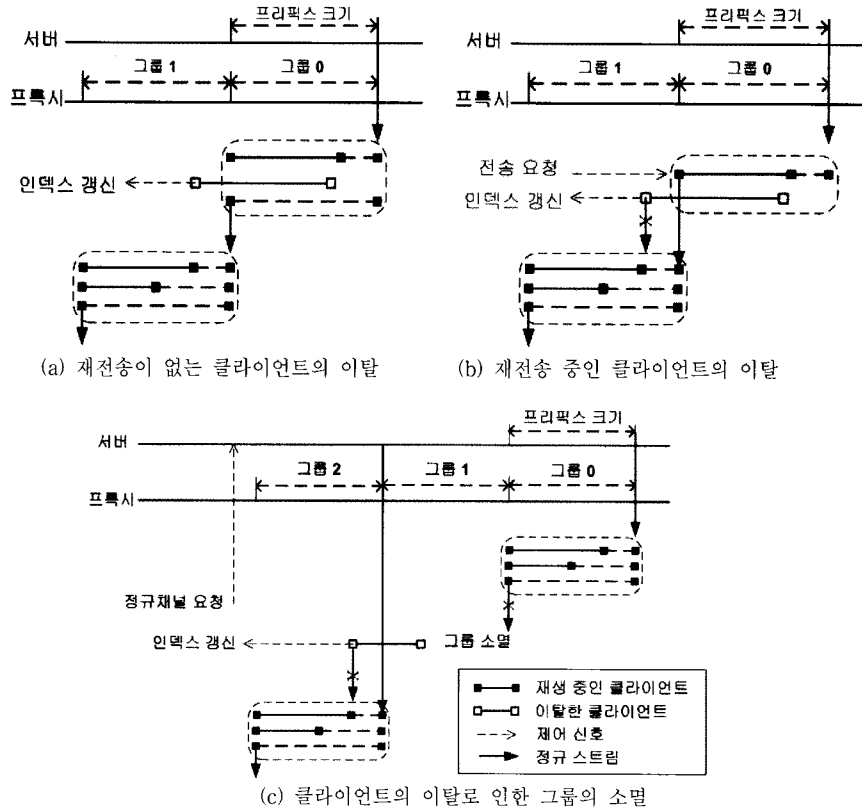 프리픽스 크기
서버
그룹 1 그룹 0
프록시
인덱스 갱신
(a) 재전송이 없는 클라이언트의 이탈
프리픽스 크기
서버
그룹 1 그룹 0
프록시
전송 요청
인덱스 갱신
(b) 재전송 중인 클라이언트의 이탈
프리픽스 크기
서버
그룹 2 그룹 1 그룹 0
프록시
정규채널 요청
인덱스 갱신
그룹 소멸
재생 중인 클라이언트
이탈한 클라이언트
제어 신호
정규 스트림
(c) 클라이언트의 이탈로 인한 그룹의 소멸